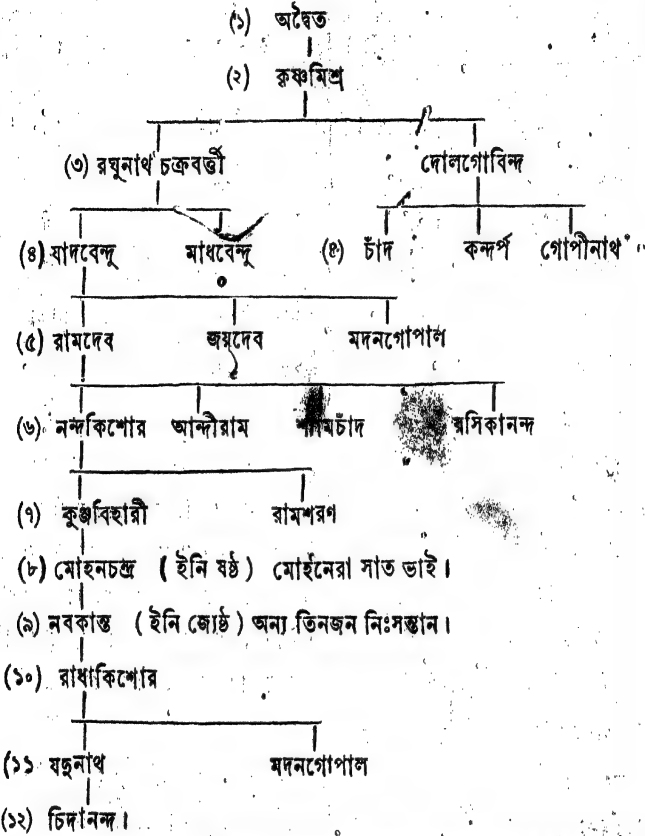 (১) অদ্বৈত
(২) কৃষ্ণমিশ্র
(৩) রঘুনাথ চক্রবর্ত্তী দোলগোবিন্দ
(৪) যাদবেন্দু মাধবেন্দু (৪) চাঁদ কন্দর্প গোপীনাথ
(৫) রামদেব জয়দেব মদনগোপাল
(৬) নন্দকিশোর আন্দীরাম রসিকানন্দ
(৭) কুঞ্জবিহারী রামশরণ
(৮) মোহনচন্দ্র ( ইনি ষষ্ঠ ) মোহনেরা সাত ভাই।
(৯) নবকান্ত ( ইনি জ্যেষ্ঠ ) অন্য তিনজন নিঃসন্তান।
(১০) রাধাকিশোর
(১১ যদুনাথ মদনগোপাল
(১২) চিদানন্দ।